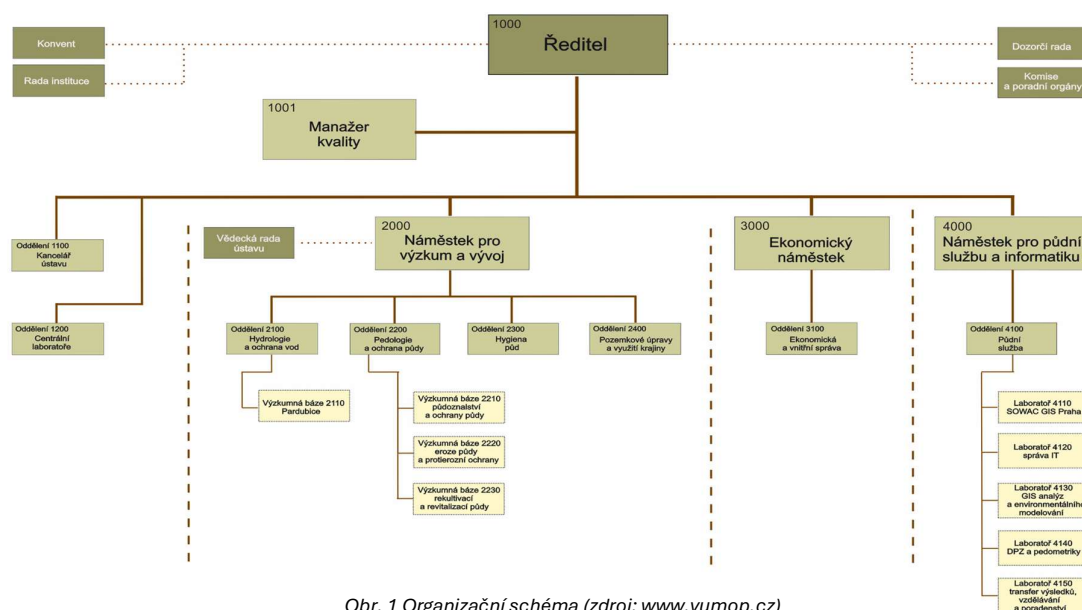 1000
Ředitel
Konvent
Rada instituce
Dozorčí rada
Komise
a poradní orgány
1001
Manažer
kvality
Oddělení 1100
Kancelář
ústavu
Oddělení 1200
Centrální
laboratoře
Vědecká rada
ústavu
2000
Náměstek pro
výzkum a vývoj
3000
Ekonomický
náměstek
4000
Náměstek pro půdní
službu a informatiku
Oddělení 2100
Hydrologie
a ochrana vod
Oddělení 2200
Pedologie
a ochrana půdy
Oddělení 2300
Hygiena
půd
Oddělení 2400
Pozemkové úpravy
a využití krajiny
Oddělení 3100
Ekonomická
a vnitřní správa
Oddělení 4100
Půdní
služba
Výzkumná báze 2110
Pardubice
Výzkumná báze 2210
půdoznalství
a ochrany půdy
Výzkumná báze 2220
eroze půdy
a protierozní ochrany
Výzkumná báze 2230
rekultivací
a revitalizací půdy
Laboratoř 4110
SOWAC GIS Praha
Laboratoř 4120
správa IT
Laboratoř 4130
GIS analýz
a environmentálního
modelování
Laboratoř 4140
DPZ a pedometriky
Laboratoř 4150
transfer výsledků,
vzdělávání
a poradenství
Obr. 1 Organizační schéma (zdroj: www.vumop.cz)